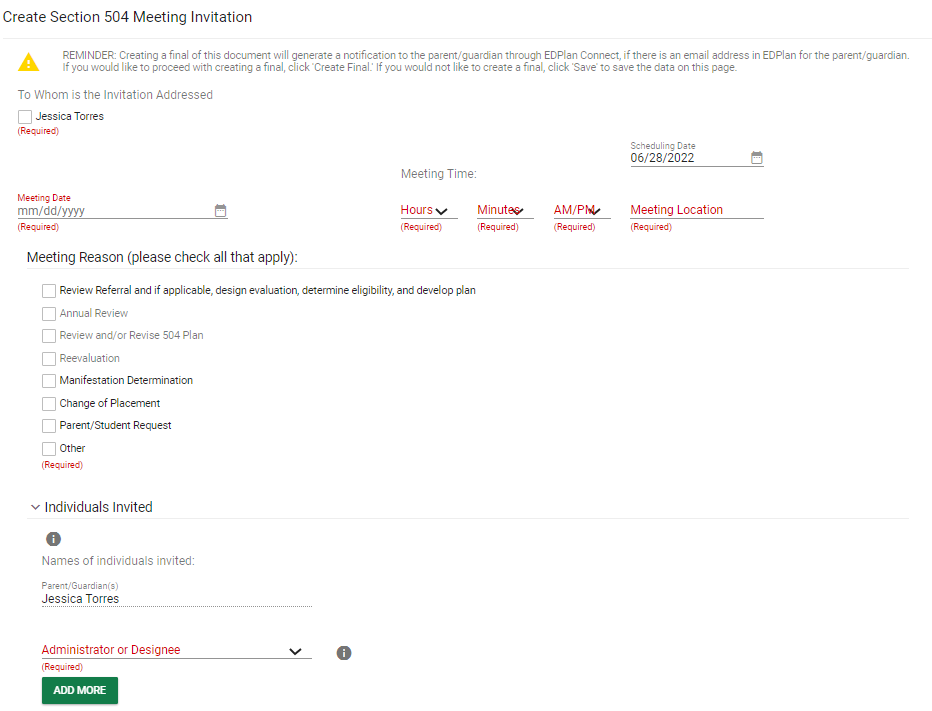 Create Section 504 Meeting Invitation
REMINDER: Creating a final of this document will generate a notification to the parent/guardian through EDPlan Connect, if there is an email address in EDPlan for the parent/guardian.
If you would like to proceed with creating a final, click 'Create Final.' If you would not like to create a final, click 'Save' to save the data on this page.
To Whom is the Invitation Addressed
Jessica Torres
(Required)
Scheduling Date
06/28/2022
Meeting Time:
Meeting Date
mm/dd/yyyy
(Required)
Hours
(Required)
Minutes
(Required)
AM/PM
(Required)
Meeting Location
(Required)
Meeting Reason (please check all that apply):
Review Referral and if applicable, design evaluation, determine eligibility, and develop plan
Annual Review
Review and/or Revise 504 Plan
Reevaluation
Manifestation Determination
Change of Placement
Parent/Student Request
Other
(Required)
Individuals Invited
Names of individuals invited:
Parent/Guardian(s)
Jessica Torres
Administrator or Designee
(Required)
ADD MORE